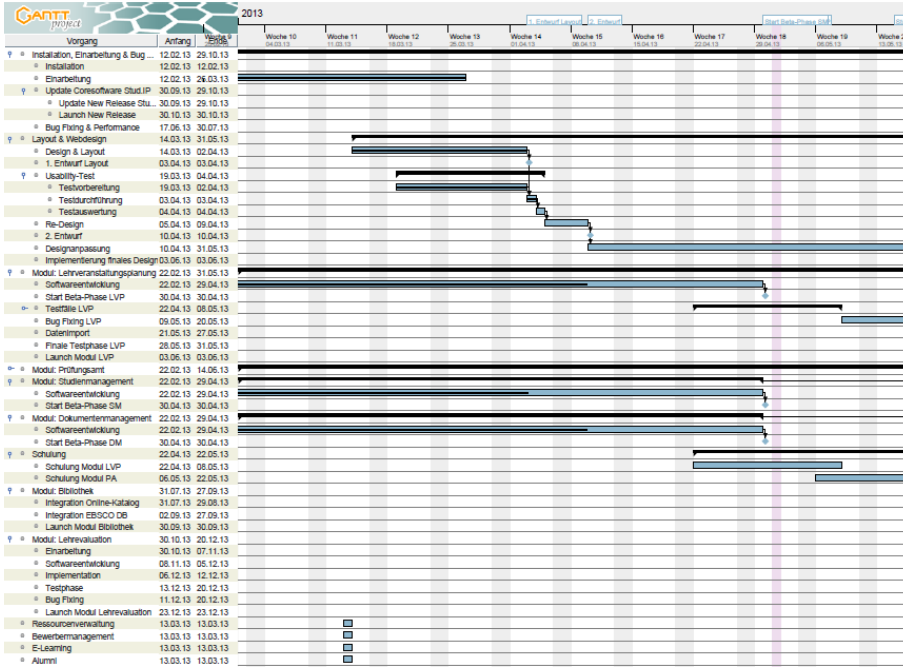 GANTT
project
2013
1. Entwurf Layout
2. Entwurf
Start Beta-Phase SM
Vorgang Anfang Ende
Woche 9
Woche 10 Woche 11 Woche 12 Woche 13 Woche 14 Woche 15 Woche 16 Woche 17 Woche 18 Woche 19
04.03.13 11.03.13 18.03.13 25.03.13 01.04.13 08.04.13 15.04.13 22.04.13 29.04.13 06.05.13 13.05.13
Installation, Einarbeitung & Bug ... 12.02.13 29.10.13
Installation 12.02.13 12.02.13
Einarbeitung 12.02.13 26.03.13
Update Coresoftware Stud.IP 30.09.13 29.10.13
Update New Release Stu... 30.09.13 29.10.13
Launch New Release 30.10.13 30.10.13
Bug Fixing & Performance 17.06.13 30.07.13
Layout & Webdesign 14.03.13 31.05.13
Design & Layout 14.03.13 02.04.13
1. Entwurf Layout 03.04.13 03.04.13
Usability-Test 19.03.13 04.04.13
Testvorbereitung 19.03.13 02.04.13
Testdurchführung 03.04.13 03.04.13
Testauswertung 04.04.13 04.04.13
Re-Design 05.04.13 09.04.13
2. Entwurf 10.04.13 10.04.13
Designanpassung 10.04.13 31.05.13
Implementierung finales Design 03.06.13 03.06.13
Modul: Lehrveranstaltungsplanung 22.02.13 31.05.13
Softwareentwicklung 22.02.13 29.04.13
Start Beta-Phase LVP 30.04.13 30.04.13
Testfälle LVP 22.04.13 08.05.13
Bug Fixing LVP 09.05.13 20.05.13
Datenimport 21.05.13 27.05.13
Finale Testphase LVP 28.05.13 31.05.13
Launch Modul LVP 03.06.13 03.06.13
Modul: Prüfungsamt 22.02.13 14.06.13
Modul: Studienmanagement 22.02.13 29.04.13
Softwareentwicklung 22.02.13 29.04.13
Start Beta-Phase SM 30.04.13 30.04.13
Modul: Dokumentenmanagement 22.02.13 29.04.13
Softwareentwicklung 22.02.13 29.04.13
Start Beta-Phase DM 30.04.13 30.04.13
Schulung 22.04.13 22.05.13
Schulung Modul LVP 22.04.13 08.05.13
Schulung Modul PA 06.05.13 22.05.13
Modul: Bibliothek 31.07.13 27.09.13
Integration Online-Katalog 31.07.13 29.08.13
Integration EBSCO DB 02.09.13 27.09.13
Launch Modul Bibliothek 30.09.13 30.09.13
Modul: Lehrevaluation 30.10.13 20.12.13
Einarbeitung 30.10.13 07.11.13
Softwareentwicklung 08.11.13 05.12.13
Implementation 06.12.13 12.12.13
Testphase 13.12.13 20.12.13
Bug Fixing 11.12.13 20.12.13
Launch Modul Lehrevaluation 23.12.13 23.12.13
Ressourcenverwaltung 13.03.13 13.03.13
Bewerbermanagement 13.03.13 13.03.13
E-Learning 13.03.13 13.03.13
Alumni 13.03.13 13.03.13